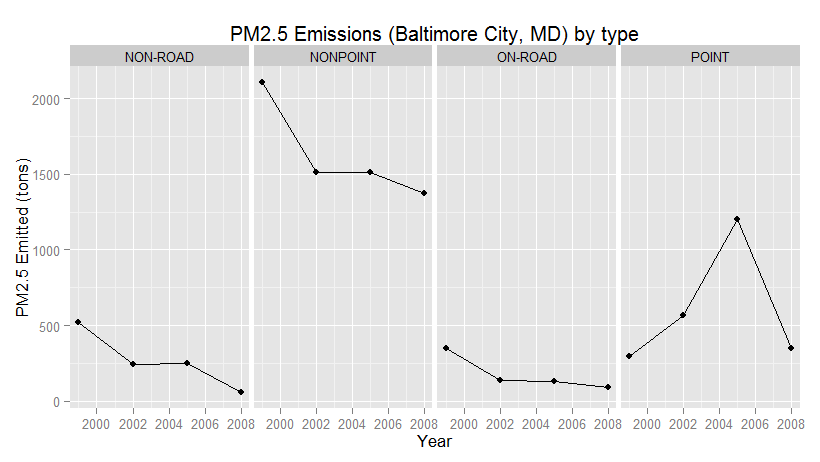 PM2.5 Emissions (Baltimore City, MD) by type
NON-ROAD NONPOINT ON-ROAD POINT
PM2.5 Emitted (tons)
2000
1500
1000
500
0
2000 2002 2004 2006 2008 2000 2002 2004 2006 2008 2000 2002 2004 2006 2008 2000 2002 2004 2006 2008
Year